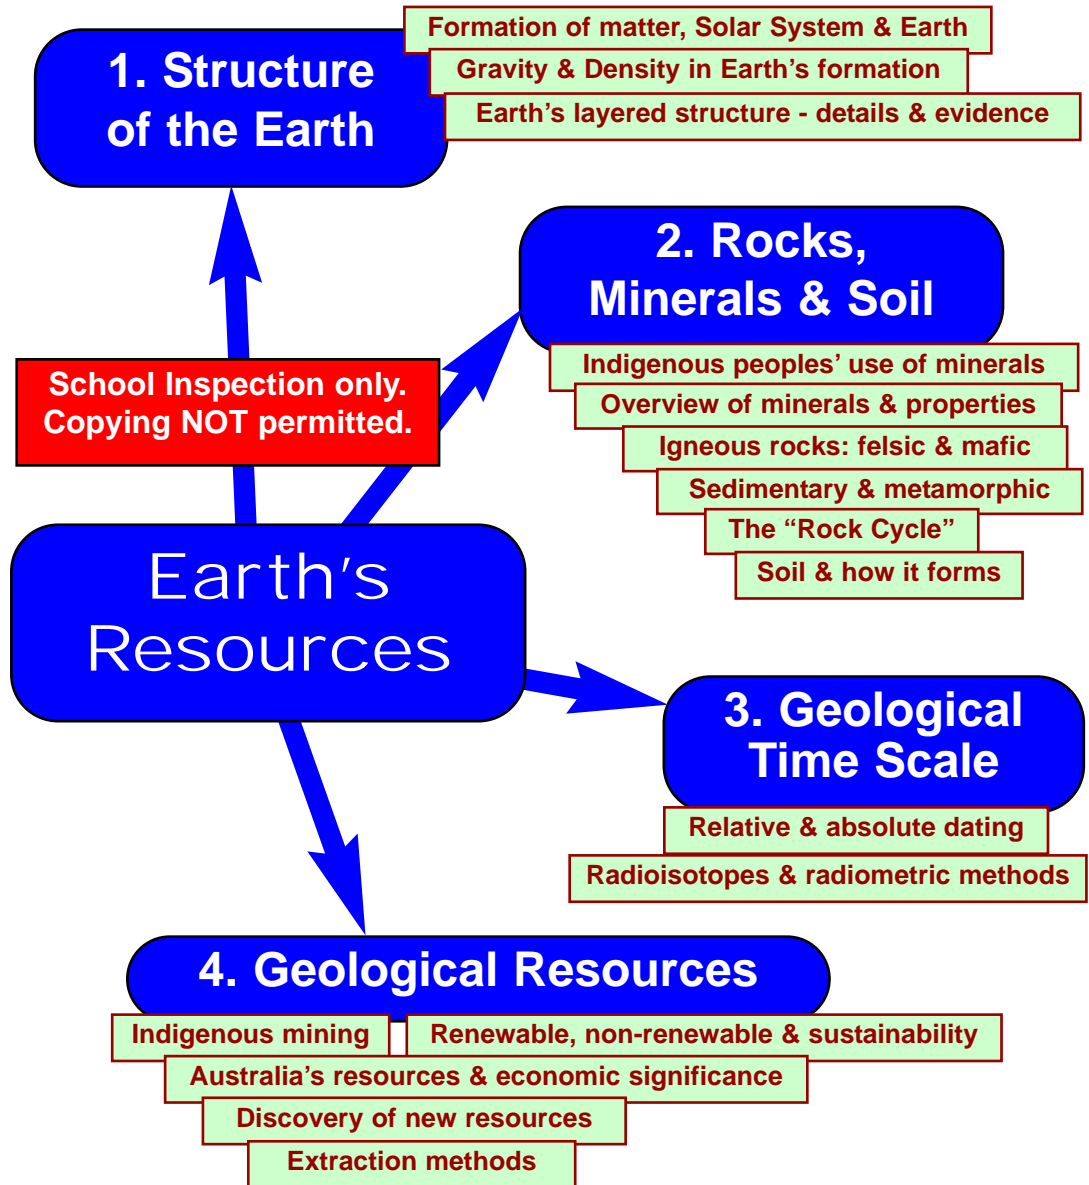 1. Structure
of the Earth
Formation of matter, Solar System & Earth
Gravity & Density in Earth’s formation
Earth’s layered structure - details & evidence
2. Rocks,
Minerals & Soil
Indigenous peoples’ use of minerals
Overview of minerals & properties
Igneous rocks: felsic & mafic
Sedimentary & metamorphic
The “Rock Cycle”
Soil & how it forms
School Inspection only.
Copying NOT permitted.
Earth’s
Resources
3. Geological
Time Scale
Relative & absolute dating
Radioisotopes & radiometric methods
4. Geological Resources
Indigenous mining
Renewable, non-renewable & sustainability
Australia’s resources & economic significance
Discovery of new resources
Extraction methods